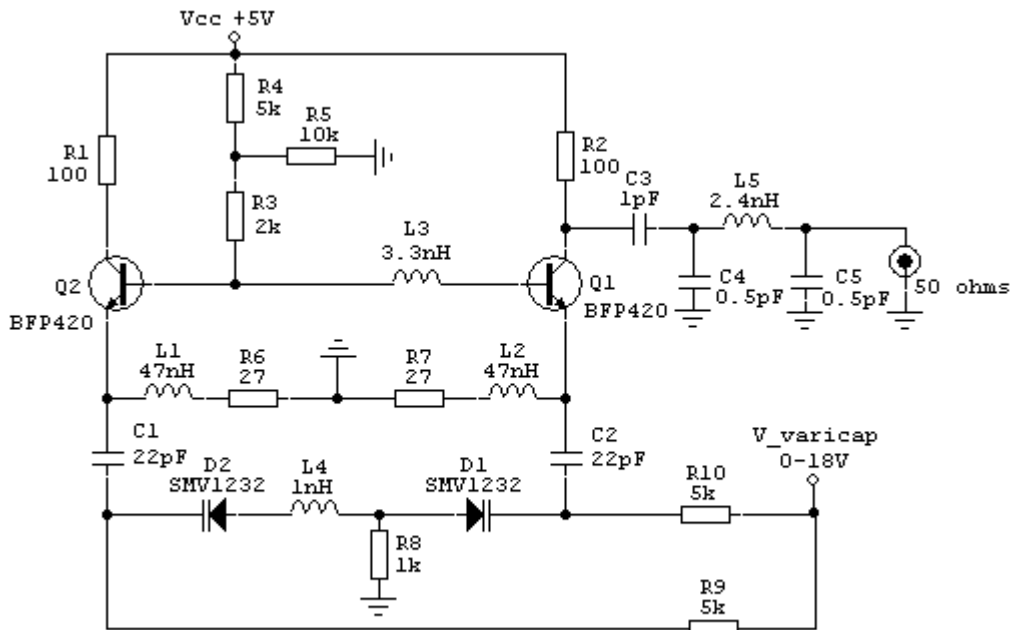 Vcc +5V
R4
5k
R5
10k
R1
100
R2
100
C3
1pF
L5
2.4nH
R3
2k
L3
3.3nH
Q2
Q1
C4
0.5pF
C5
0.5pF
50 ohms
BFP420
BFP420
L1
47nH
R6
27
R7
27
L2
47nH
C1
22pF
C2
22pF
V_varicap
0-18V
D2
SMV1232
L4
1nH
D1
SMV1232
R10
5k
R8
1k
R9
5k